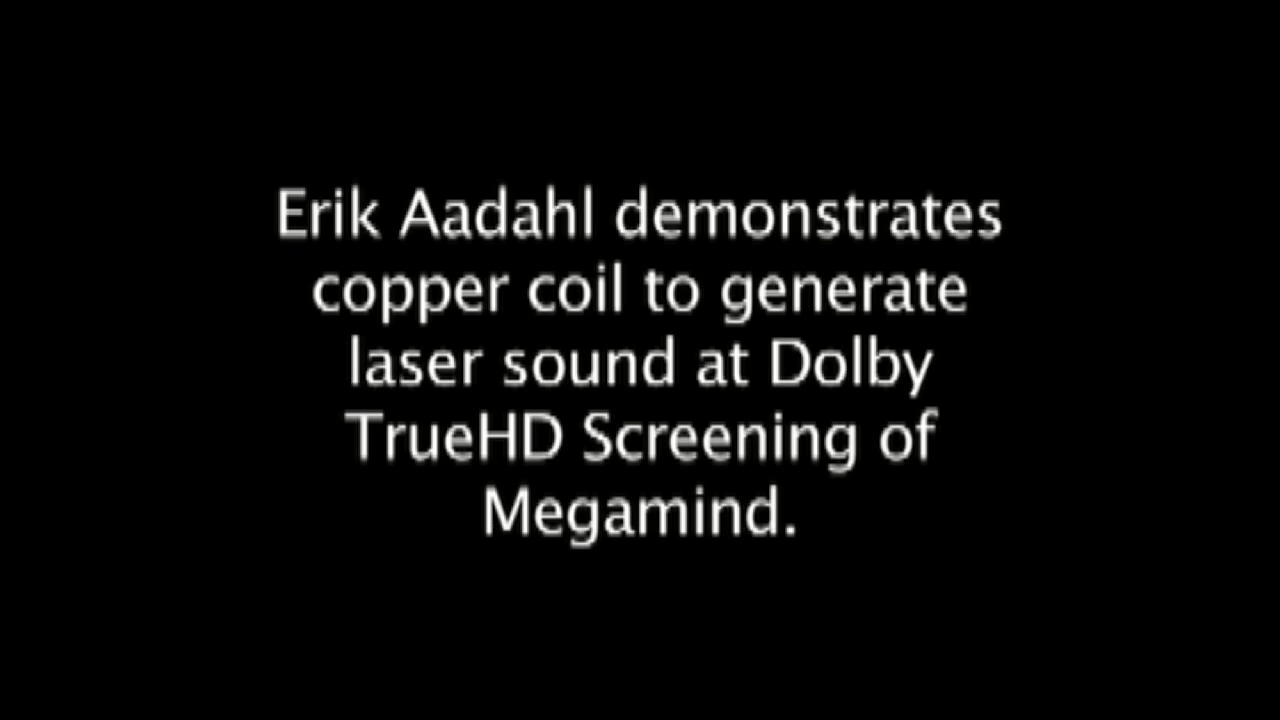 Erik Aadahl demonstrates
copper coil to generate
laser sound at Dolby
TrueHD Screening of
Megamind.